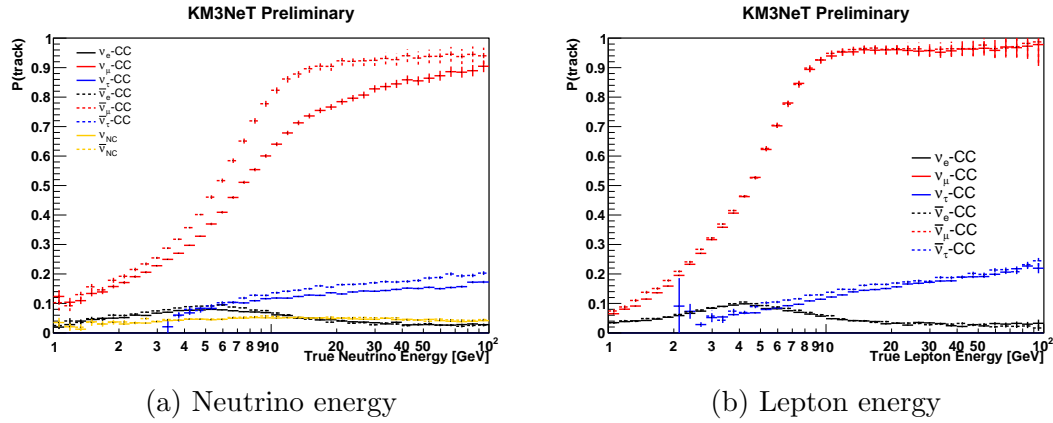 KM3NeT Preliminary
P(track)
1
0.9
0.8
0.7
0.6
0.5
0.4
0.3
0.2
0.1
0
νe-CC
νμ-CC
ντ-CC
ν̅e-CC
ν̅μ-CC
ν̅τ-CC
νNC
ν̅NC
1 2 3 4 5 6 7 8 9 10 20 30 40 50 10²
True Neutrino Energy [GeV]
(a) Neutrino energy
KM3NeT Preliminary
P(track)
1
0.9
0.8
0.7
0.6
0.5
0.4
0.3
0.2
0.1
0
νe-CC
νμ-CC
ντ-CC
ν̅e-CC
ν̅μ-CC
ν̅τ-CC
1 2 3 4 5 6 7 8 9 10 20 30 40 50 10²
True Lepton Energy [GeV]
(b) Lepton energy